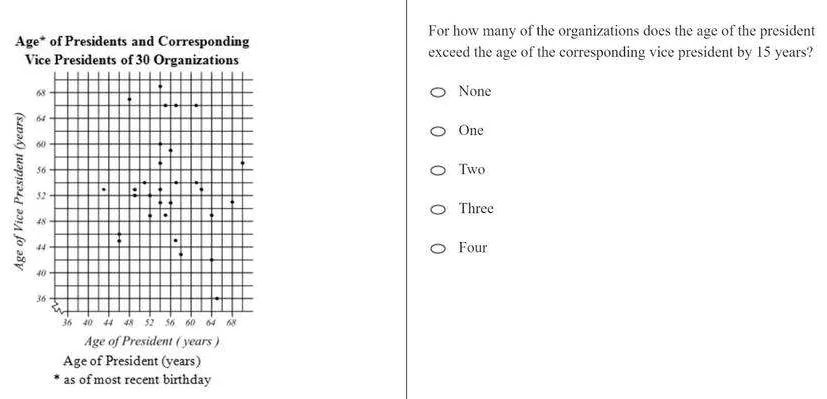 Age* of Presidents and Corresponding
Vice Presidents of 30 Organizations
Age of Vice President (years)
68
64
60
56
52
48
44
40
36
36 40 44 48 52 56 60 64 68
Age of President ( years )
Age of President (years)
* as of most recent birthday
For how many of the organizations does the age of the president
exceed the age of the corresponding vice president by 15 years?
None
One
Two
Three
Four